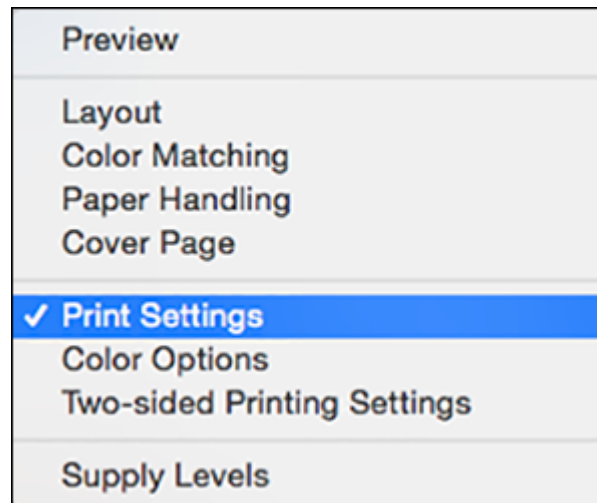 Preview
Layout
Color Matching
Paper Handling
Cover Page
✓ Print Settings
Color Options
Two-sided Printing Settings
Supply Levels